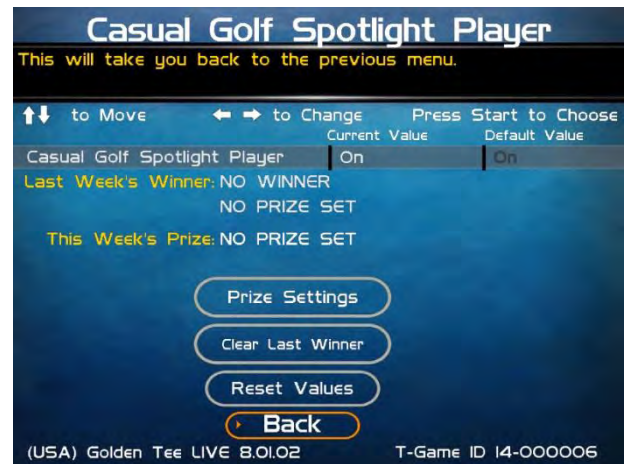 Casual Golf Spotlight Player
This will take you back to the previous menu.
to Move to Change Press Start to Choose
Current Value Default Value
Casual Golf Spotlight Player On On
Last Week's Winner: NO WINNER
NO PRIZE SET
This Week's Prize: NO PRIZE SET
Prize Settings
Clear Last Winner
Reset Values
Back
(USA) Golden Tee LIVE 8.01.02 T-Game ID 14-000006